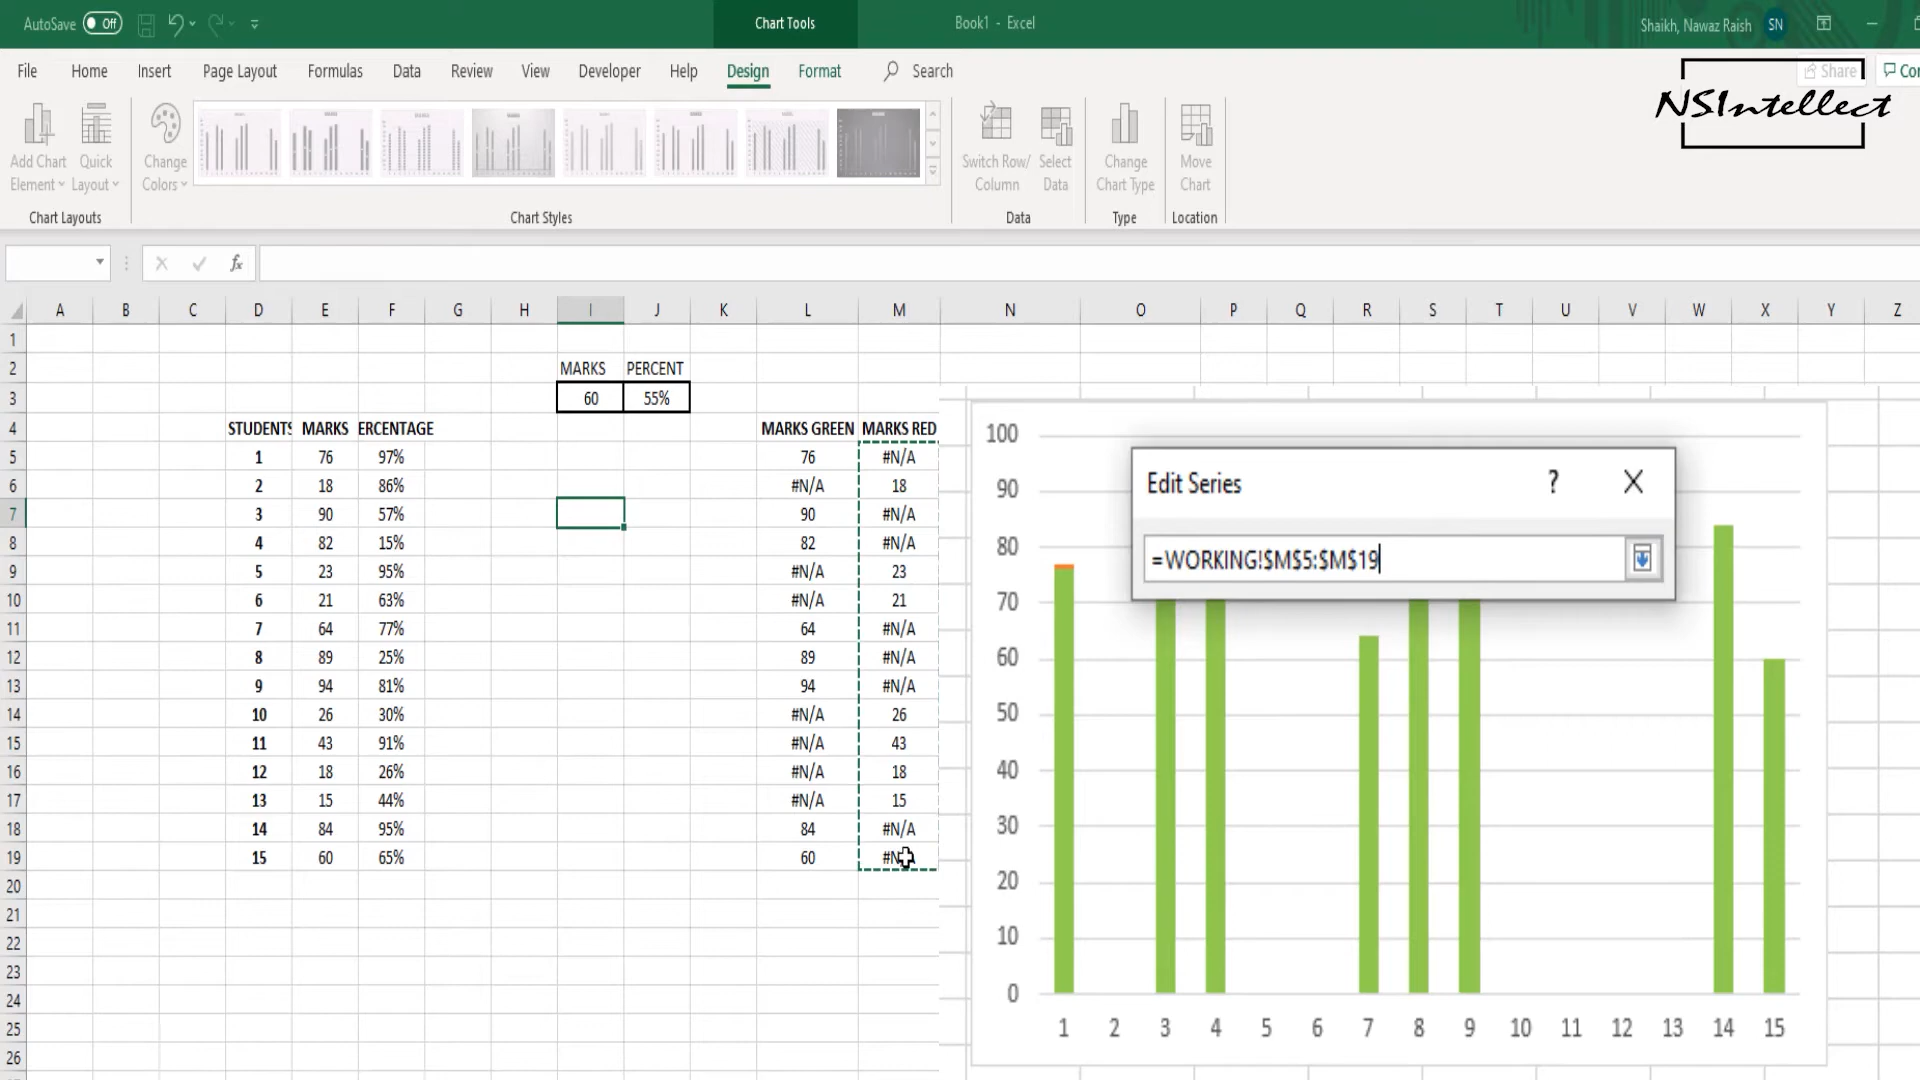 AutoSave Off
Chart Tools
Book1 - Excel
Shaikh, Nawaz Raish SN
File Home Insert Page Layout Formulas Data Review View Developer Help Design Format Search
Share
NSIntellect
Add Chart Quick Change Switch Row/ Select Change Move
Element Layout Colors Column Data Chart Type Chart
Chart Layouts Chart Styles Data Type Location
fx
A B C D E F G H I J K L M N O P Q R S T U V W X Y Z
1
2 MARKS PERCENT
3 60 55%
4 STUDENTS MARKS ERCENTAGE MARKS GREEN MARKS RED
5 1 76 97% 76 #N/A
6 2 18 86% #N/A 18
7 3 90 57% 90 #N/A
8 4 82 15% 82 #N/A
9 5 23 95% #N/A 23
10 6 21 63% #N/A 21
11 7 64 77% 64 #N/A
12 8 89 25% 89 #N/A
13 9 94 81% 94 #N/A
14 10 26 30% #N/A 26
15 11 43 91% #N/A 43
16 12 18 26% #N/A 18
17 13 15 44% #N/A 15
18 14 84 95% 84 #N/A
19 15 60 65% 60
20
21
22
23
24
25
26
Edit Series ?
=WORKING!$M$5:$M$19
100
90
80
70
60
50
40
30
20
10
0
1 2 3 4 5 6 7 8 9 10 11 12 13 14 15